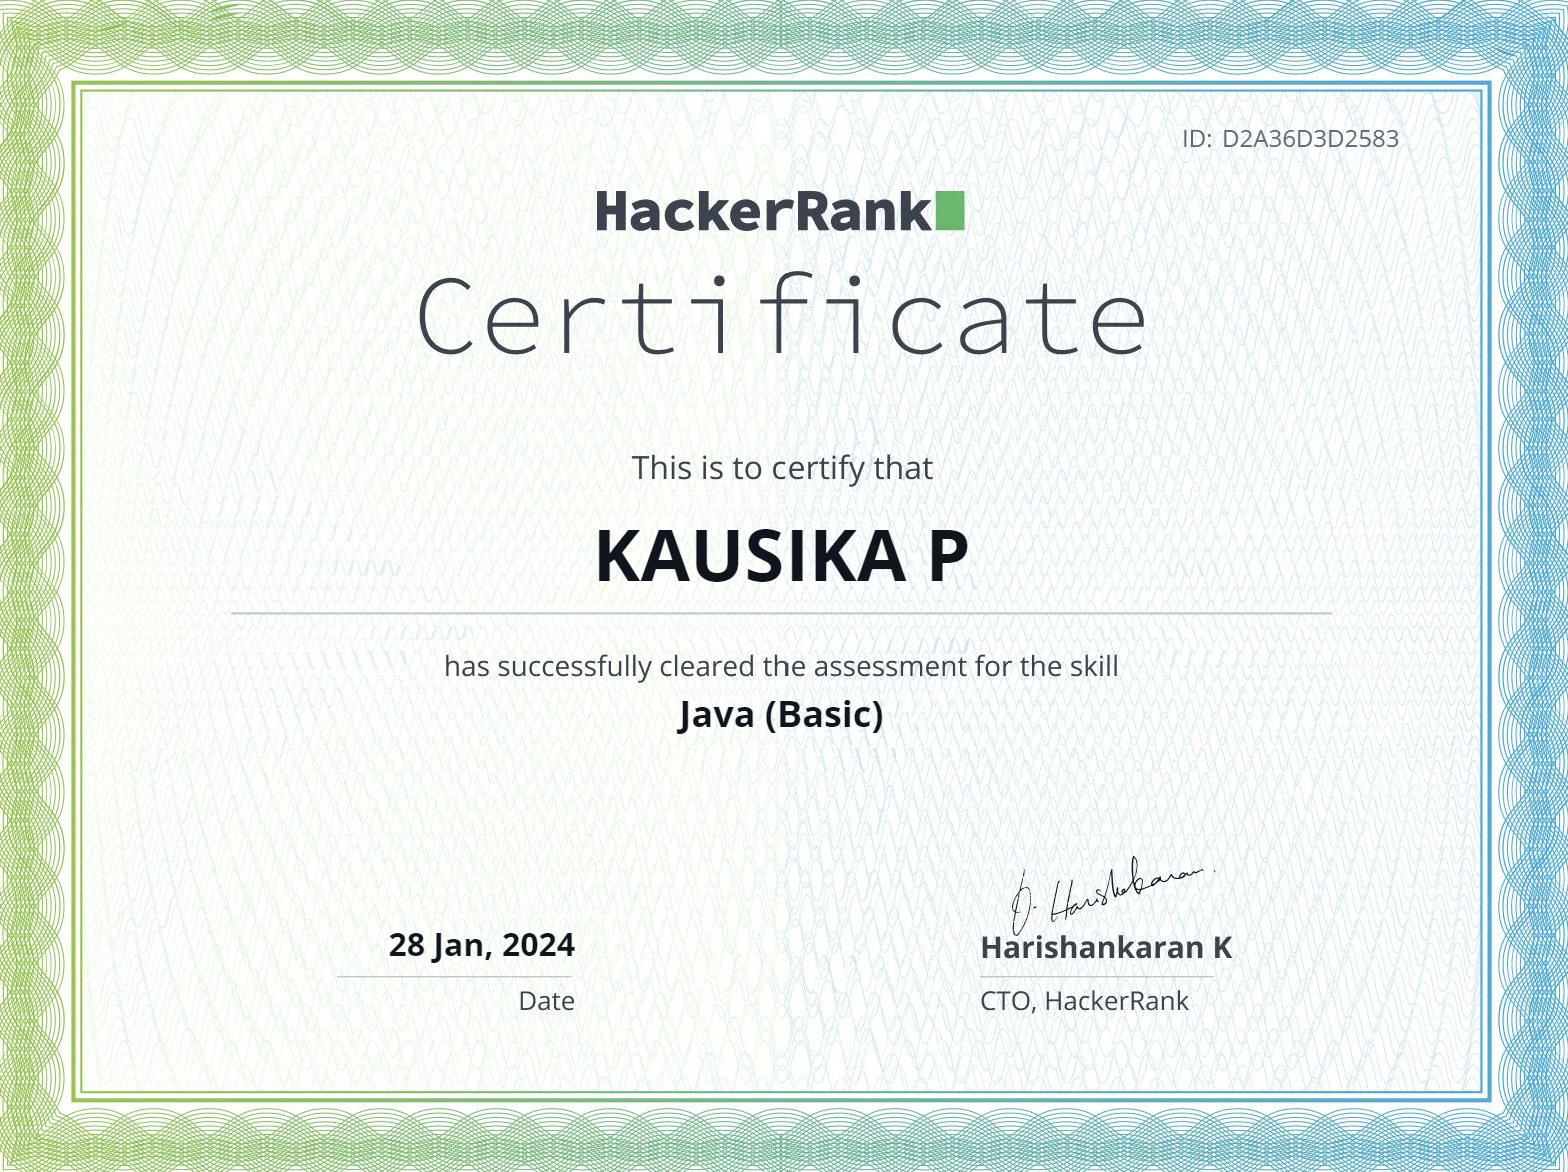 ID: D2A36D3D2583
HackerRank
Certificate
This is to certify that
KAUSIKA P
has successfully cleared the assessment for the skill
Java (Basic)
28 Jan, 2024
Date
Harishankaran K
CTO, HackerRank